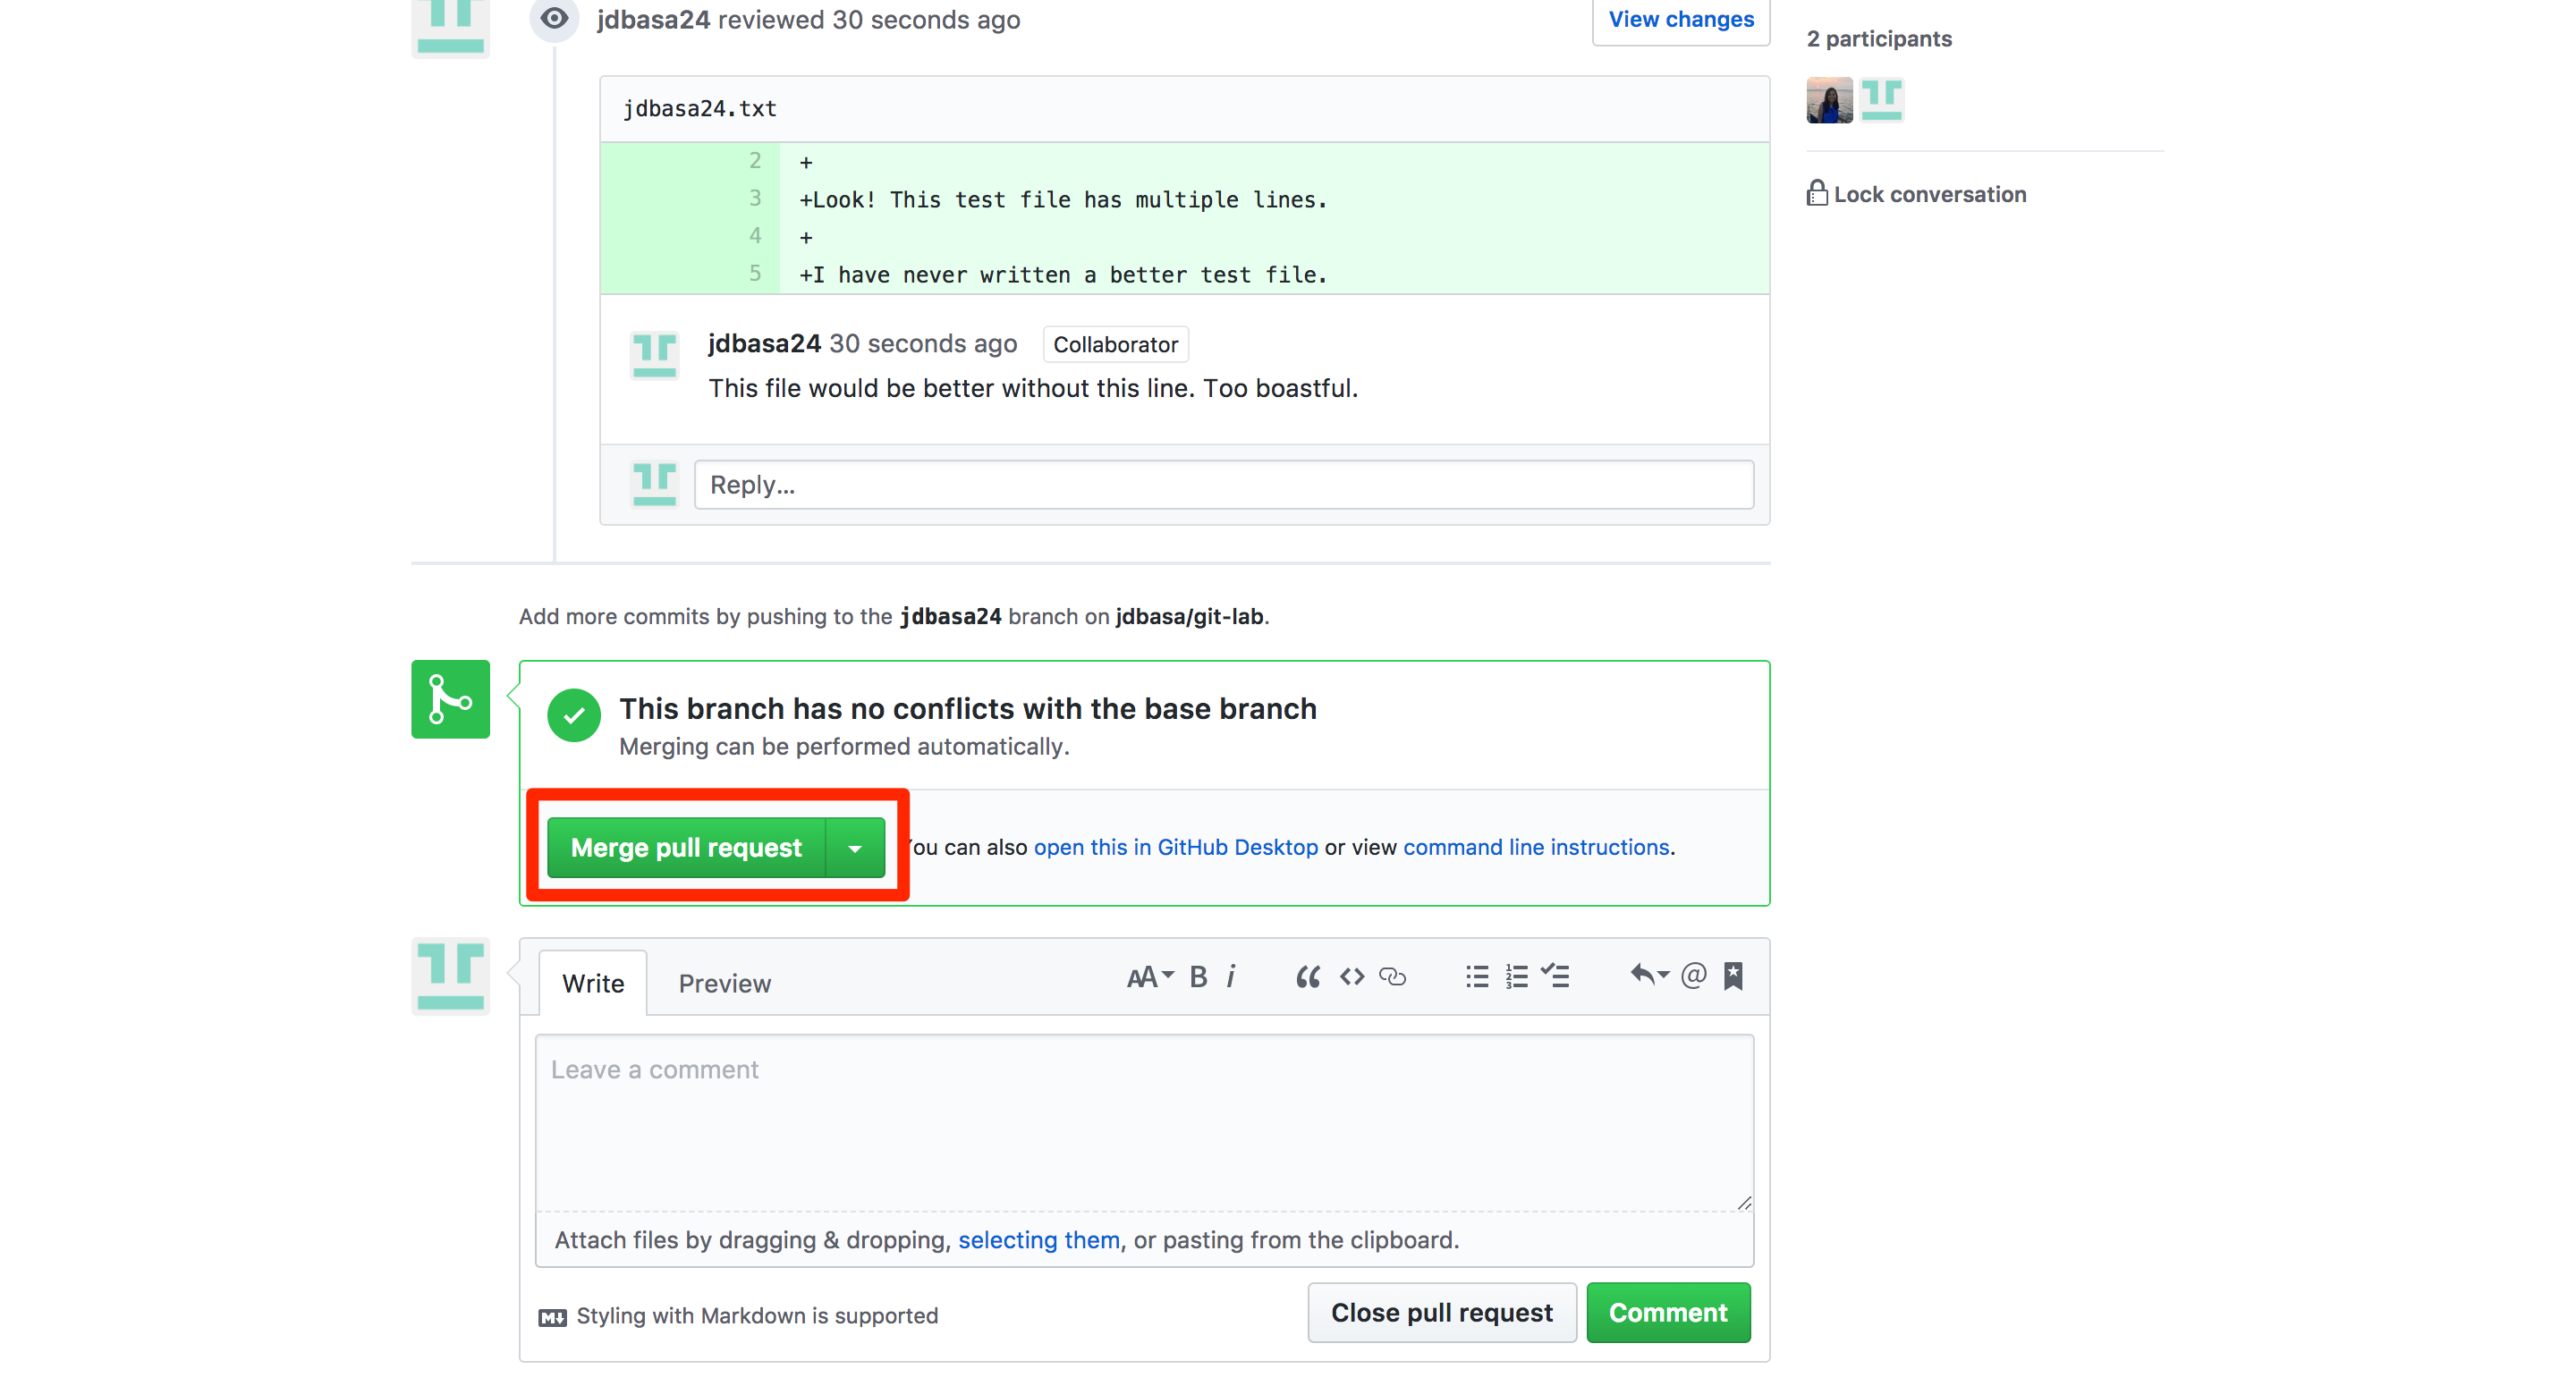 jdbasa24 reviewed 30 seconds ago
View changes
2 participants
jdbasa24.txt
2 +
3 +Look! This test file has multiple lines.
4 +
5 +I have never written a better test file.
Lock conversation
jdbasa24 30 seconds ago Collaborator
This file would be better without this line. Too boastful.
Reply...
Add more commits by pushing to the jdbasa24 branch on jdbasa/git-lab.
This branch has no conflicts with the base branch
Merging can be performed automatically.
Merge pull request
ou can also open this in GitHub Desktop or view command line instructions.
Write Preview
Leave a comment
Attach files by dragging & dropping, selecting them, or pasting from the clipboard.
Styling with Markdown is supported
Close pull request Comment